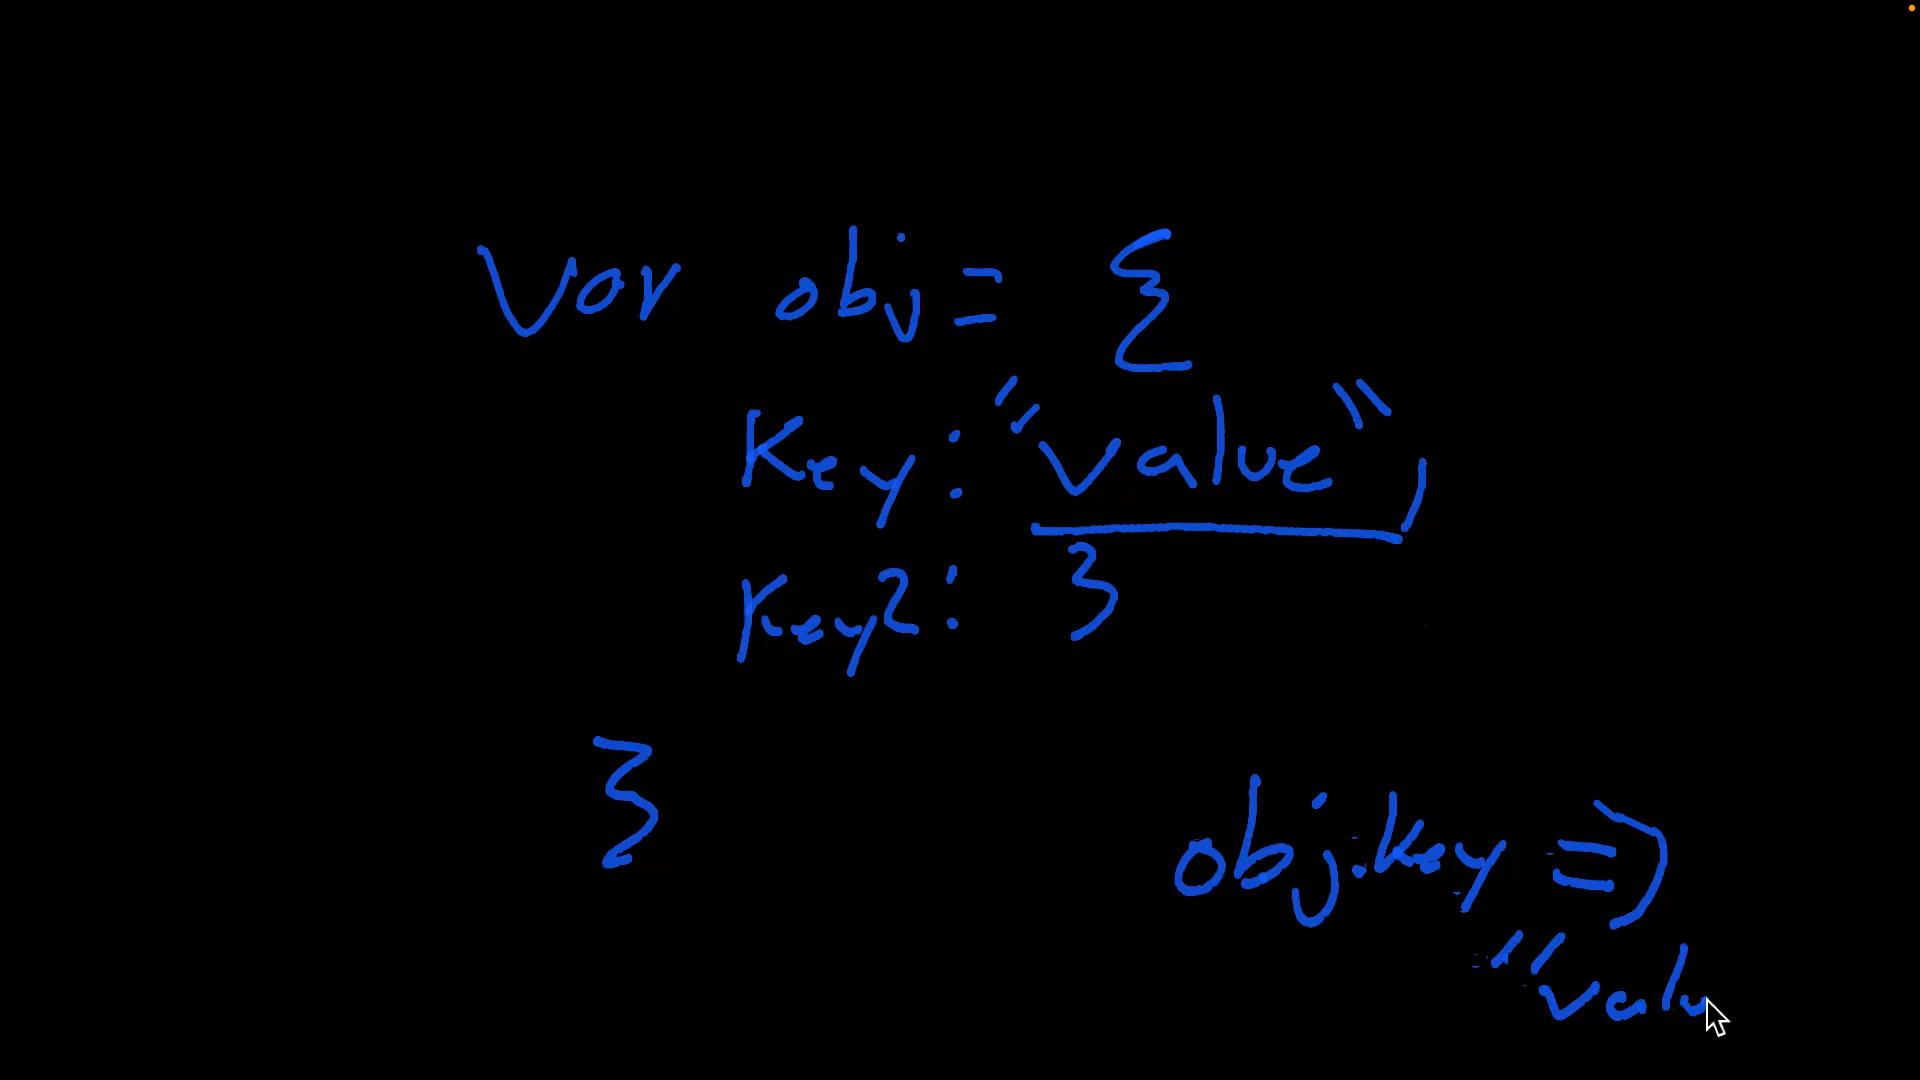 var obj = {
Key: "value",
Key2: 3
}
obj.key =>
"valu